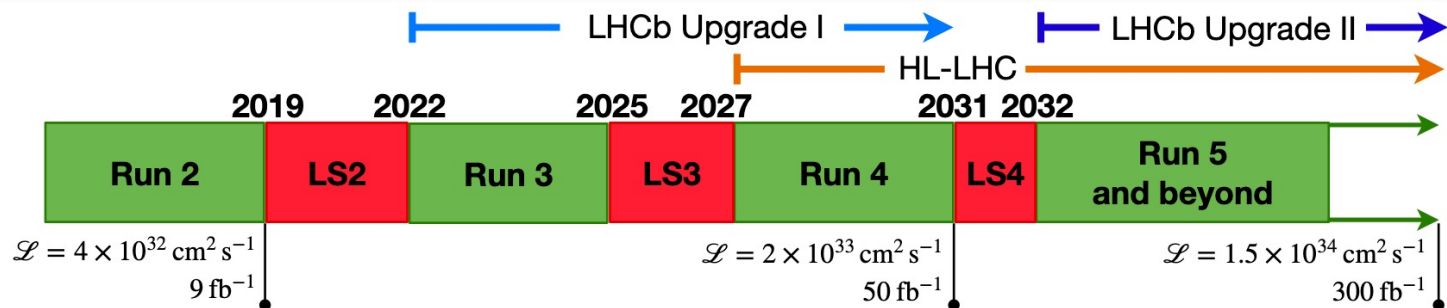 LHCb Upgrade I
LHCb Upgrade II
HL-LHC
2019 2022 2025 2027 2031 2032
Run 2
LS2
Run 3
LS3
Run 4
LS4
Run 5
and beyond
ℒ = 4 × 10³² cm² s⁻¹
9 fb⁻¹
ℒ = 2 × 10³³ cm² s⁻¹
50 fb⁻¹
ℒ = 1.5 × 10³⁴ cm² s⁻¹
300 fb⁻¹